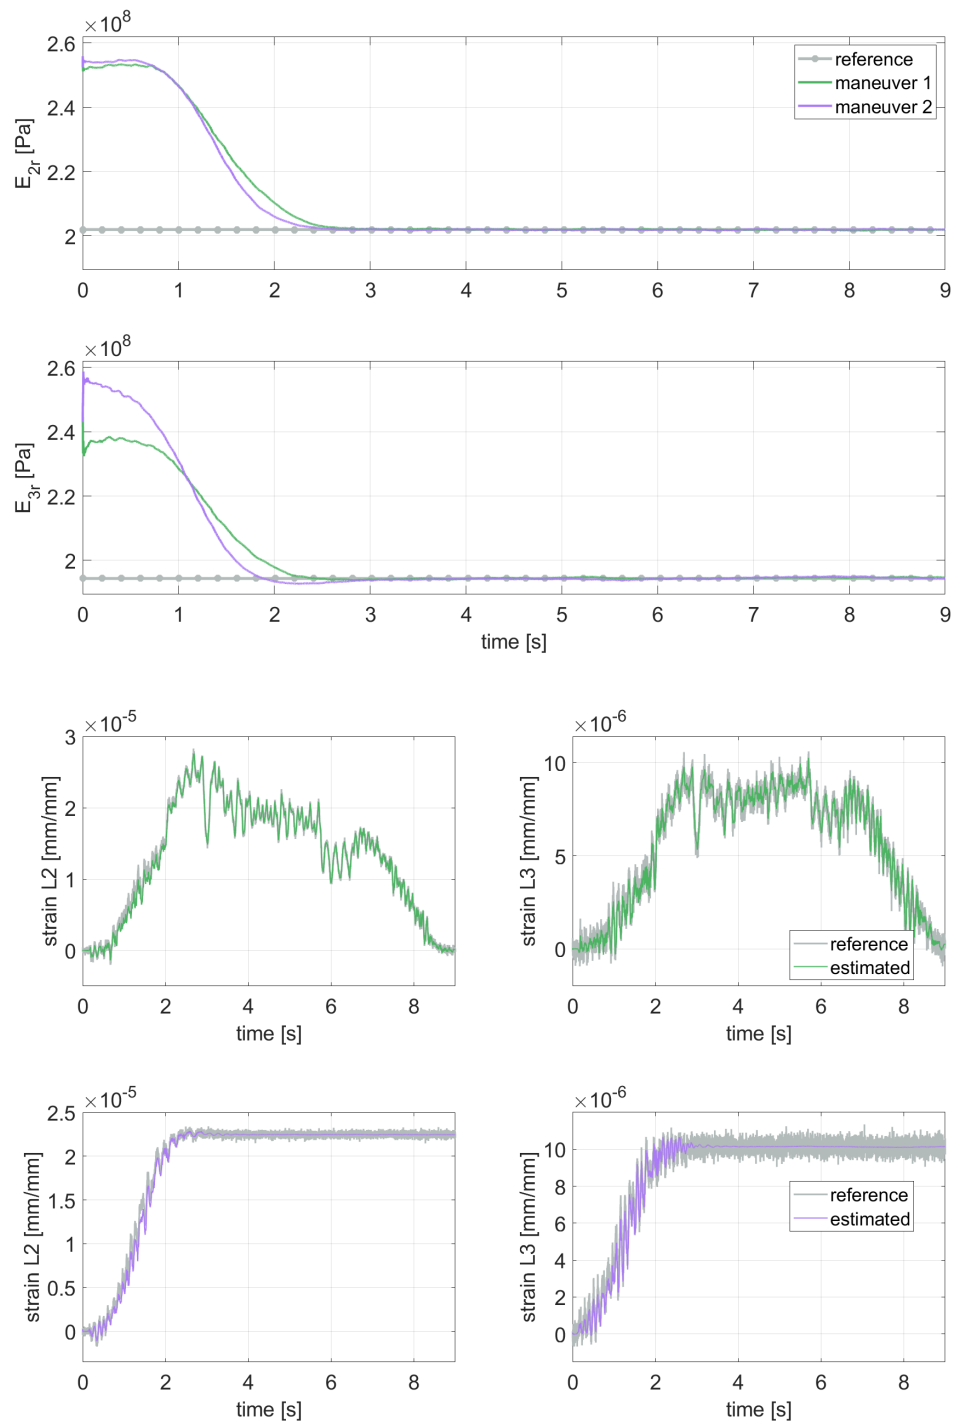 ×10^8
2.6
2.4
2.2
2
E_2r [Pa]
reference
maneuver 1
maneuver 2
0 1 2 3 4 5 6 7 8 9
×10^8
2.6
2.4
2.2
2
E_3r [Pa]
0 1 2 3 4 5 6 7 8 9
time [s]
×10^-5
3
2
1
0
strain L2 [mm/mm]
0 2 4 6 8
time [s]
×10^-6
10
5
0
strain L3 [mm/mm]
reference
estimated
0 2 4 6 8
time [s]
×10^-5
2.5
2
1.5
1
0.5
0
strain L2 [mm/mm]
0 2 4 6 8
time [s]
×10^-6
10
8
6
4
2
0
strain L3 [mm/mm]
reference
estimated
0 2 4 6 8
time [s]